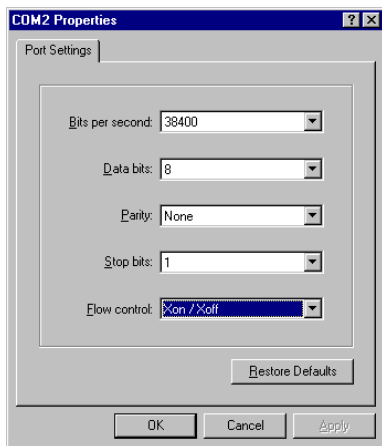 COM2 Properties
Port Settings
Bits per second: 38400
Data bits: 8
Parity: None
Stop bits: 1
Flow control: Xon / Xoff
Restore Defaults
OK Cancel Apply